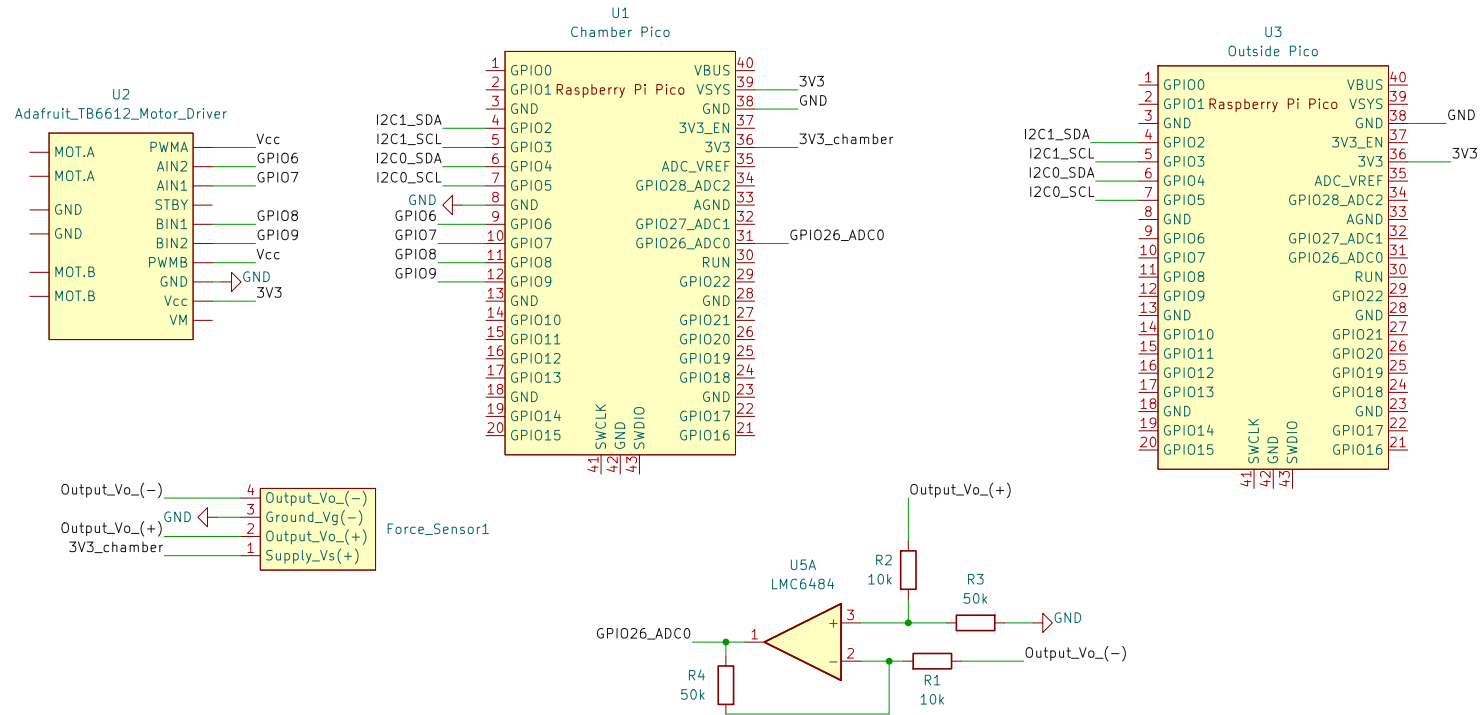 U2
Adafruit_TB6612_Motor_Driver
MOT.A
MOT.A
GND
GND
MOT.B
MOT.B
PWMA
AIN2
AIN1
STBY
BIN1
BIN2
PWMB
GND
Vcc
VM
Vcc
GPIO6
GPIO7
GPIO8
GPIO9
Vcc
GND
3V3
U1
Chamber Pico
Raspberry Pi Pico
I2C1_SDA
I2C1_SCL
I2C0_SDA
I2C0_SCL
GND
GPIO6
GPIO7
GPIO8
GPIO9
1 GPIO0
2 GPIO1
3 GND
4 GPIO2
5 GPIO3
6 GPIO4
7 GPIO5
8 GND
9 GPIO6
10 GPIO7
11 GPIO8
12 GPIO9
13 GND
14 GPIO10
15 GPIO11
16 GPIO12
17 GPIO13
18 GND
19 GPIO14
20 GPIO15
SWCLK 41
GND 42
SWDIO 43
VBUS 40
VSYS 39
GND 38
3V3_EN 37
3V3 36
ADC_VREF 35
GPIO28_ADC2 34
AGND 33
GPIO27_ADC1 32
GPIO26_ADC0 31
RUN 30
GPIO22 29
GND 28
GPIO21 27
GPIO20 26
GPIO19 25
GPIO18 24
GND 23
GPIO17 22
GPIO16 21
3V3
GND
3V3_chamber
GPIO26_ADC0
U3
Outside Pico
Raspberry Pi Pico
I2C1_SDA
I2C1_SCL
I2C0_SDA
I2C0_SCL
1 GPIO0
2 GPIO1
3 GND
4 GPIO2
5 GPIO3
6 GPIO4
7 GPIO5
8 GND
9 GPIO6
10 GPIO7
11 GPIO8
12 GPIO9
13 GND
14 GPIO10
15 GPIO11
16 GPIO12
17 GPIO13
18 GND
19 GPIO14
20 GPIO15
SWCLK 41
GND 42
SWDIO 43
VBUS 40
VSYS 39
GND 38
3V3_EN 37
3V3 36
ADC_VREF 35
GPIO28_ADC2 34
AGND 33
GPIO27_ADC1 32
GPIO26_ADC0 31
RUN 30
GPIO22 29
GND 28
GPIO21 27
GPIO20 26
GPIO19 25
GPIO18 24
GND 23
GPIO17 22
GPIO16 21
GND
3V3
Output_Vo_(-) 4 Output_Vo_(-)
GND 3 Ground_Vg(-)
Output_Vo_(+) 2 Output_Vo_(+)
3V3_chamber 1 Supply_Vs(+)
Force_Sensor1
Output_Vo_(+)
R2
10k
R3
50k
GND
U5A
LMC6484
3
+
2
−
1
GPIO26_ADC0
R4
50k
R1
10k
Output_Vo_(-)